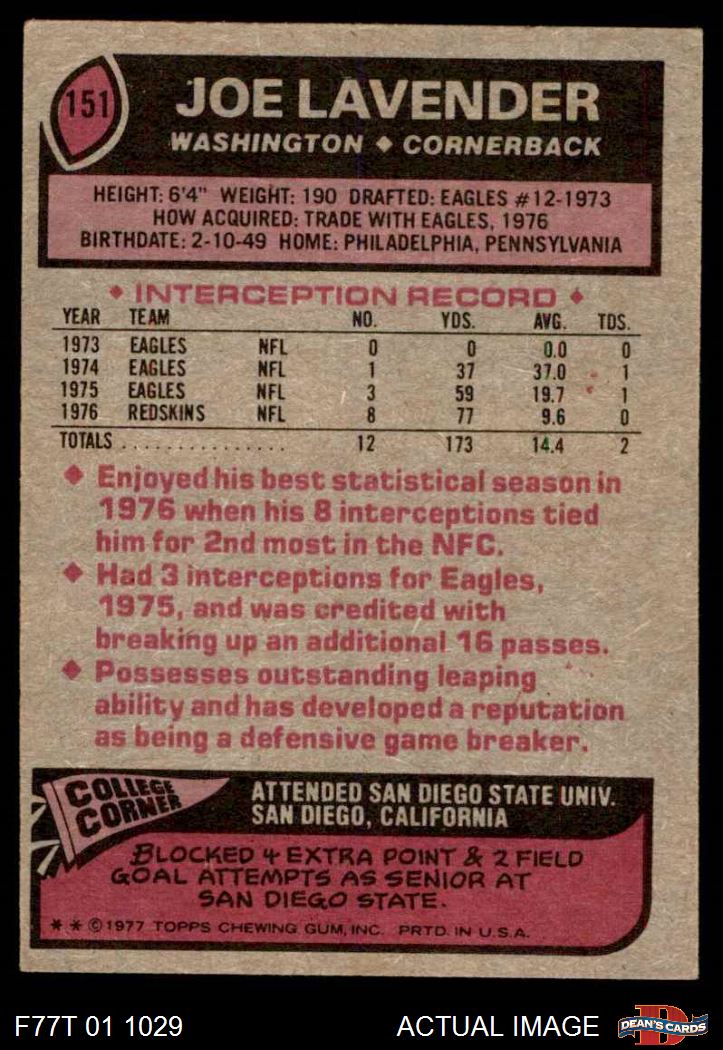 151
JOE LAVENDER
WASHINGTON ◆ CORNERBACK
HEIGHT: 6'4" WEIGHT: 190 DRAFTED: EAGLES #12-1973
HOW ACQUIRED: TRADE WITH EAGLES, 1976
BIRTHDATE: 2-10-49 HOME: PHILADELPHIA, PENNSYLVANIA
◆ INTERCEPTION RECORD ◆
YEAR TEAM NO. YDS. AVG. TDS.
1973 EAGLES NFL 0 0 0.0 0
1974 EAGLES NFL 1 37 37.0 1
1975 EAGLES NFL 3 59 19.7 1
1976 REDSKINS NFL 8 77 9.6 0
TOTALS . . . . . . . . . . . . . . . 12 173 14.4 2
◆ Enjoyed his best statistical season in
1976 when his 8 interceptions tied
him for 2nd most in the NFC.
◆ Had 3 interceptions for Eagles,
1975, and was credited with
breaking up an additional 16 passes.
◆ Possesses outstanding leaping
ability and has developed a reputation
as being a defensive game breaker.
COLLEGE
CORNER
ATTENDED SAN DIEGO STATE UNIV.
SAN DIEGO, CALIFORNIA
BLOCKED 4 EXTRA POINT & 2 FIELD
GOAL ATTEMPTS AS SENIOR AT
SAN DIEGO STATE.
* * © 1977 TOPPS CHEWING GUM, INC. PRTD. IN U.S.A.
F77T 01 1029
ACTUAL IMAGE
D
DEAN'S CARDS